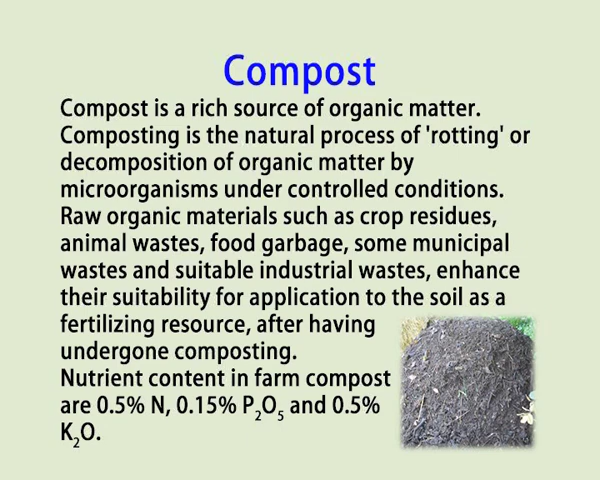 Compost
Compost is a rich source of organic matter.
Composting is the natural process of 'rotting' or
decomposition of organic matter by
microorganisms under controlled conditions.
Raw organic materials such as crop residues,
animal wastes, food garbage, some municipal
wastes and suitable industrial wastes, enhance
their suitability for application to the soil as a
fertilizing resource, after having
undergone composting.
Nutrient content in farm compost
are 0.5% N, 0.15% P₂O₅ and 0.5%
K₂O.